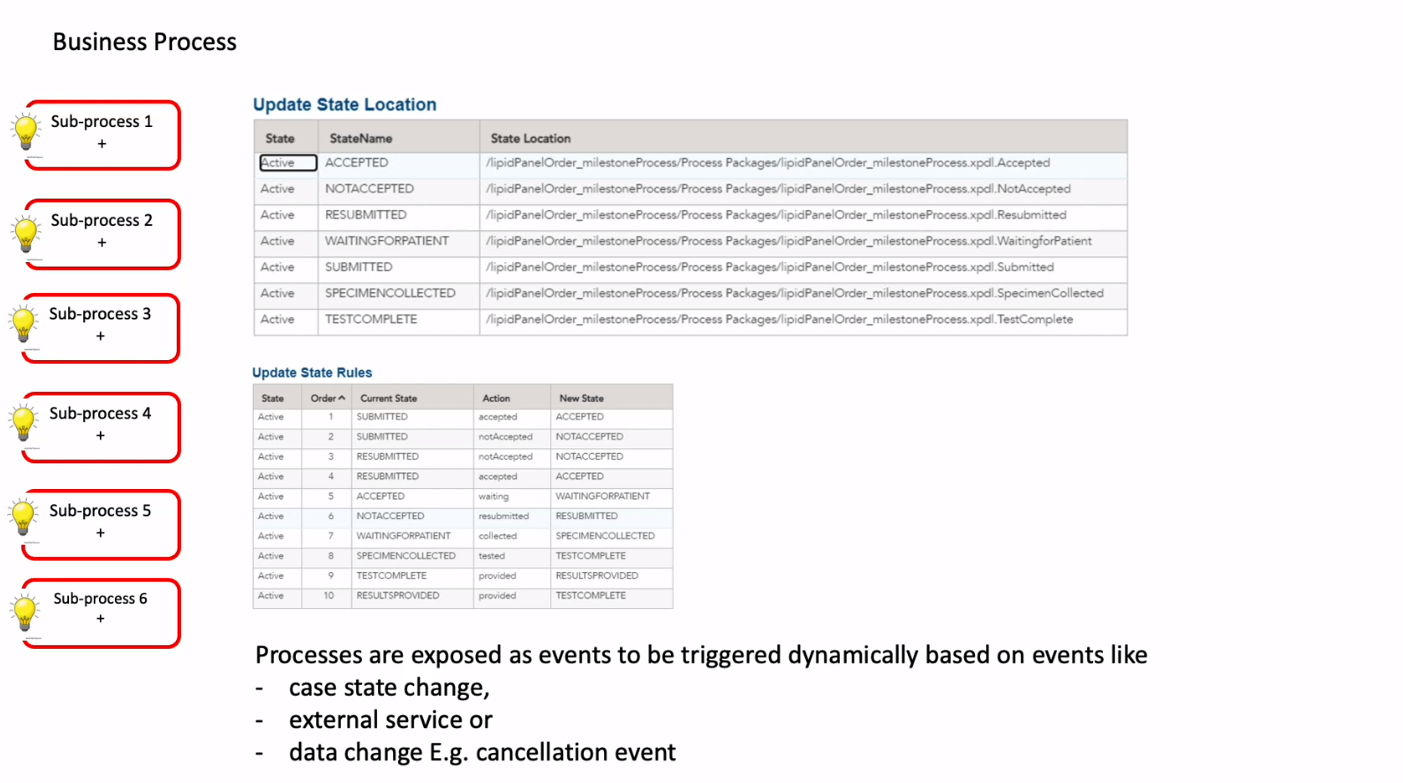 Business Process
Sub-process 1
+
Sub-process 2
+
Sub-process 3
+
Sub-process 4
+
Sub-process 5
+
Sub-process 6
+
Update State Location
State StateName State Location
Active ACCEPTED /lipidPanelOrder_milestoneProcess/Process Packages/lipidPanelOrder_milestoneProcess.xpdl.Accepted
Active NOTACCEPTED /lipidPanelOrder_milestoneProcess/Process Packages/lipidPanelOrder_milestoneProcess.xpdl.NotAccepted
Active RESUBMITTED /lipidPanelOrder_milestoneProcess/Process Packages/lipidPanelOrder_milestoneProcess.xpdl.Resubmitted
Active WAITINGFORPATIENT /lipidPanelOrder_milestoneProcess/Process Packages/lipidPanelOrder_milestoneProcess.xpdl.WaitingforPatient
Active SUBMITTED /lipidPanelOrder_milestoneProcess/Process Packages/lipidPanelOrder_milestoneProcess.xpdl.Submitted
Active SPECIMENCOLLECTED /lipidPanelOrder_milestoneProcess/Process Packages/lipidPanelOrder_milestoneProcess.xpdl.SpecimenCollected
Active TESTCOMPLETE /lipidPanelOrder_milestoneProcess/Process Packages/lipidPanelOrder_milestoneProcess.xpdl.TestComplete
Update State Rules
State Order Current State Action New State
Active 1 SUBMITTED accepted ACCEPTED
Active 2 SUBMITTED notAccepted NOTACCEPTED
Active 3 RESUBMITTED notAccepted NOTACCEPTED
Active 4 RESUBMITTED accepted ACCEPTED
Active 5 ACCEPTED waiting WAITINGFORPATIENT
Active 6 NOTACCEPTED resubmitted RESUBMITTED
Active 7 WAITINGFORPATIENT collected SPECIMENCOLLECTED
Active 8 SPECIMENCOLLECTED tested TESTCOMPLETE
Active 9 TESTCOMPLETE provided RESULTSPROVIDED
Active 10 RESULTSPROVIDED provided TESTCOMPLETE
Processes are exposed as events to be triggered dynamically based on events like
- case state change,
- external service or
- data change E.g. cancellation event